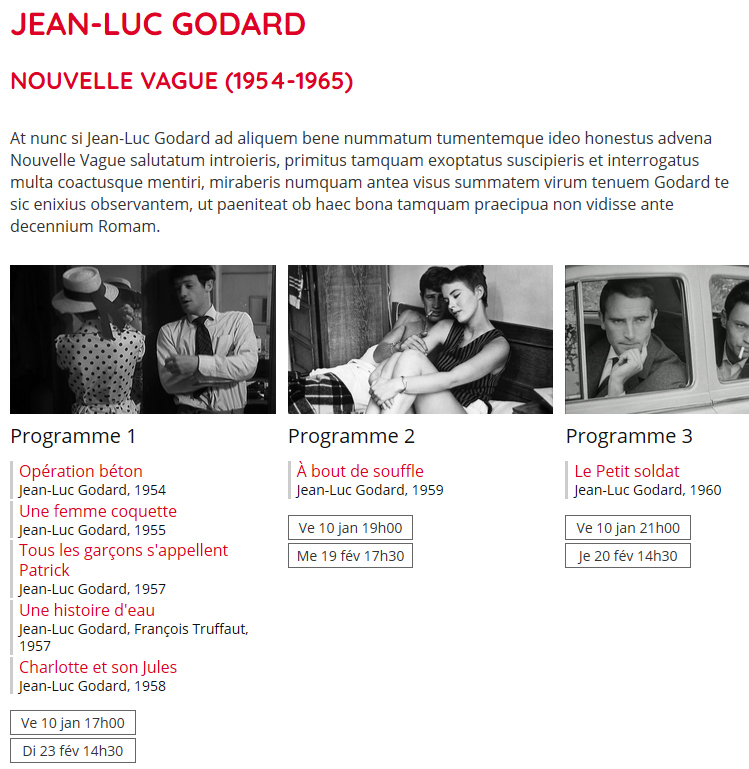 JEAN-LUC GODARD
NOUVELLE VAGUE (1954-1965)
At nunc si Jean-Luc Godard ad aliquem bene nummatum tumentemque ideo honestus advena
Nouvelle Vague salutatum introieris, primitus tamquam exoptatus suscipieris et interrogatus
multa coactusque mentiri, miraberis numquam antea visus summatem virum tenuem Godard te
sic enixius observantem, ut paeniteat ob haec bona tamquam praecipua non vidisse ante
decennium Romam.
Programme 1
Opération béton
Jean-Luc Godard, 1954
Une femme coquette
Jean-Luc Godard, 1955
Tous les garçons s'appellent
Patrick
Jean-Luc Godard, 1957
Une histoire d'eau
Jean-Luc Godard, François Truffaut,
1957
Charlotte et son Jules
Jean-Luc Godard, 1958
Ve 10 jan 17h00
Di 23 fév 14h30
Programme 2
À bout de souffle
Jean-Luc Godard, 1959
Ve 10 jan 19h00
Me 19 fév 17h30
Programme 3
Le Petit soldat
Jean-Luc Godard, 1960
Ve 10 jan 21h00
Je 20 fév 14h30